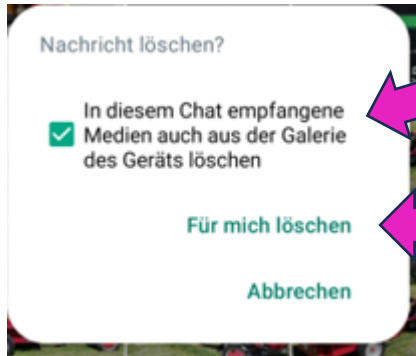 Nachricht löschen?
In diesem Chat empfangene
Medien auch aus der Galerie
des Geräts löschen
Für mich löschen
Abbrechen